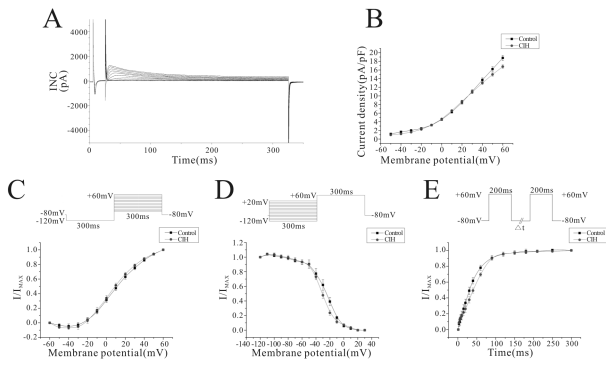 A
INC
(pA)
4000
2000
0
-2000
-4000
0
100
200
300
Time(ms)
B
Control
CIH
Current density(pA/pF)
20
18
16
14
12
10
8
6
4
2
0
-60
-40
-20
0
20
40
60
Membrane potential(mV)
C
+60mV
-80mV
-120mV
300ms
300ms
-80mV
Control
CIH
I/IMAX
1.2
1.0
0.8
0.6
0.4
0.2
0.0
-0.2
-60
-40
-20
0
20
40
60
Membrane potential(mV)
D
+60mV
300ms
+20mV
-120mV
300ms
-80mV
Control
CIH
I/IMAX
1.2
1.0
0.8
0.6
0.4
0.2
0.0
-140
-120
-100
-80
-60
-40
-20
0
20
40
Membrane potential(mV)
E
200ms
200ms
+60mV
+60mV
-80mV
-80mV
△t
Control
CIH
I/IMAX
1.2
1.0
0.8
0.6
0.4
0.2
0.0
0
50
100
150
200
250
300
Time(ms)